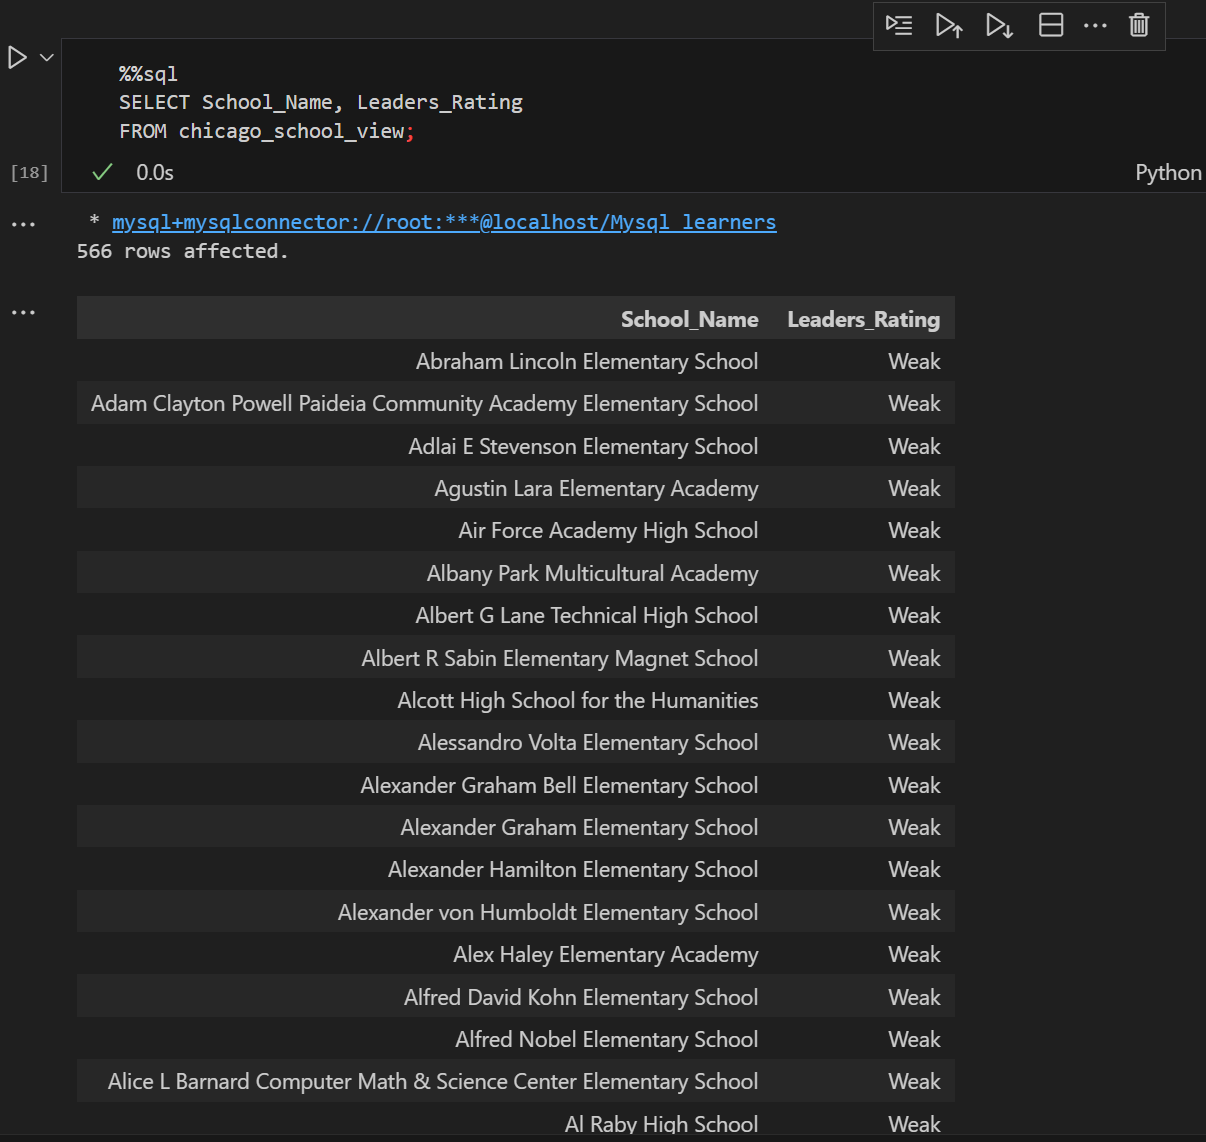 %%sql
SELECT School_Name, Leaders_Rating
FROM chicago_school_view;
[18]
0.0s
Python
* mysql+mysqlconnector://root:***@localhost/Mysql_learners
566 rows affected.
School_Name Leaders_Rating
Abraham Lincoln Elementary School Weak
Adam Clayton Powell Paideia Community Academy Elementary School Weak
Adlai E Stevenson Elementary School Weak
Agustin Lara Elementary Academy Weak
Air Force Academy High School Weak
Albany Park Multicultural Academy Weak
Albert G Lane Technical High School Weak
Albert R Sabin Elementary Magnet School Weak
Alcott High School for the Humanities Weak
Alessandro Volta Elementary School Weak
Alexander Graham Bell Elementary School Weak
Alexander Graham Elementary School Weak
Alexander Hamilton Elementary School Weak
Alexander von Humboldt Elementary School Weak
Alex Haley Elementary Academy Weak
Alfred David Kohn Elementary School Weak
Alfred Nobel Elementary School Weak
Alice L Barnard Computer Math & Science Center Elementary School Weak
Al Raby High School Weak